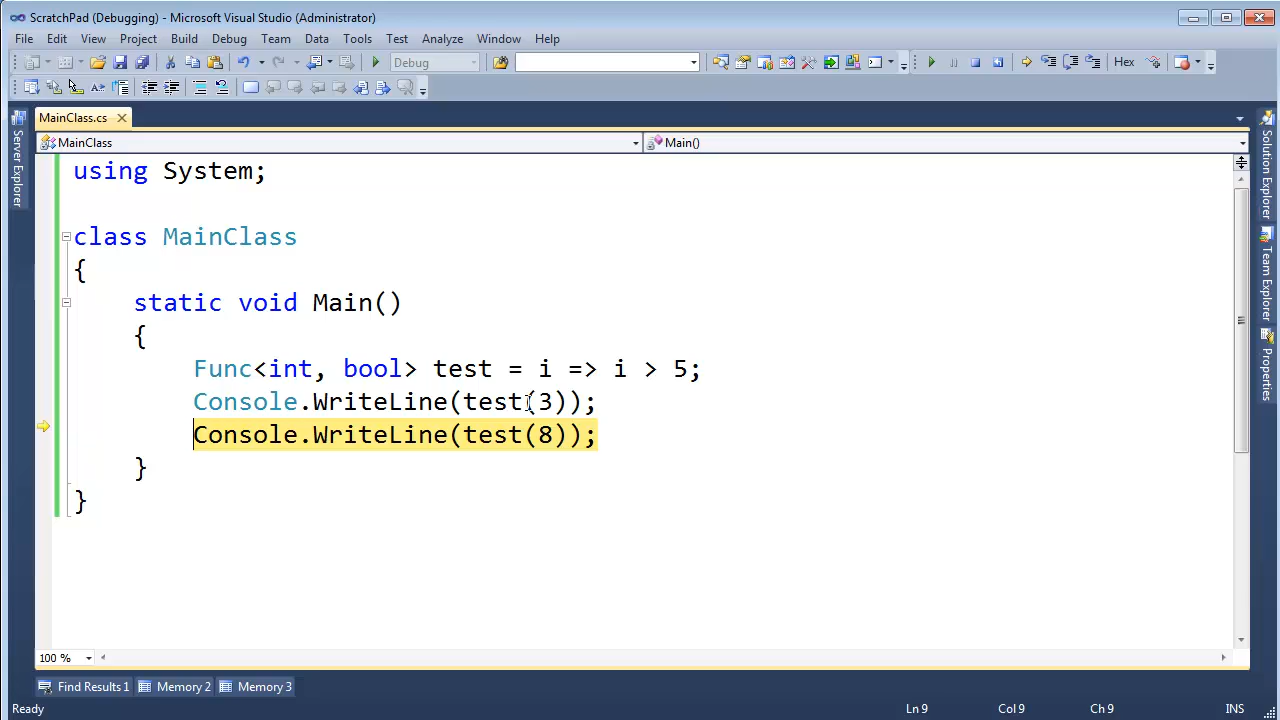 ScratchPad (Debugging) - Microsoft Visual Studio (Administrator)
File Edit View Project Build Debug Team Data Tools Test Analyze Window Help
Debug Hex
MainClass.cs
MainClass Main()
Server Explorer
Solution Explorer
Team Explorer
Properties
using System;
class MainClass
{
static void Main()
{
Func<int, bool> test = i => i > 5;
Console.WriteLine(test(3));
Console.WriteLine(test(8));
}
}
100 %
Find Results 1 Memory 2 Memory 3
Ready Ln 9 Col 9 Ch 9 INS